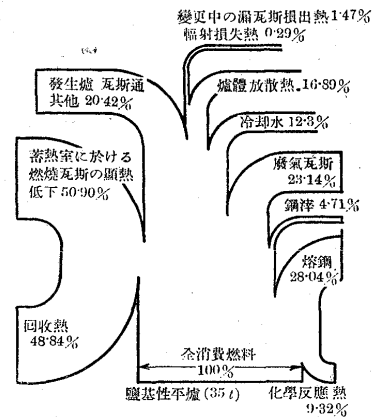 變更中の漏瓦斯損出熱 1.47%
輻射損失熱 0.29%
發生爐 瓦斯通
其他 20.42%
爐體放散熱 16.89%
冷却水 12.3%
蓄熱室に於ける
燃燒瓦斯の顯熱
低下 50.90%
廢氣瓦斯
23.14%
鋼滓 4.71%
熔鋼
28.04%
回收熱
48.84%
全消費燃料
100%
鹽基性平爐 (35 t)
化學反應熱
9.32%